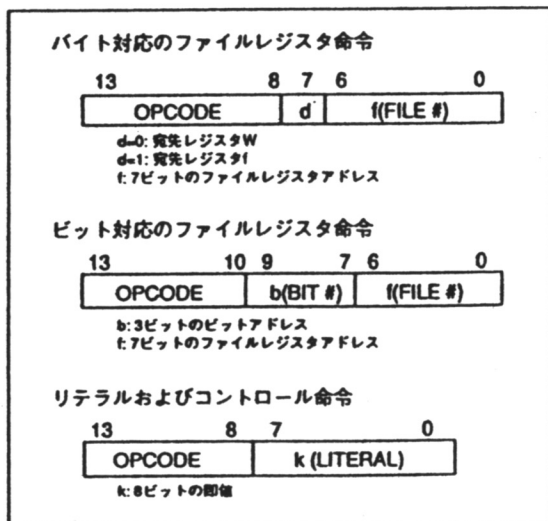 バイト対応のファイルレジスタ命令
13 8 7 6 0
OPCODE d f(FILE #)
d=0: 宛先レジスタW
d=1: 宛先レジスタf
f: 7ビットのファイルレジスタアドレス
ビット対応のファイルレジスタ命令
13 10 9 7 6 0
OPCODE b(BIT #) f(FILE #)
b: 3ビットのビットアドレス
f: 7ビットのファイルレジスタアドレス
リテラルおよびコントロール命令
13 8 7 0
OPCODE k (LITERAL)
k: 8ビットの即値